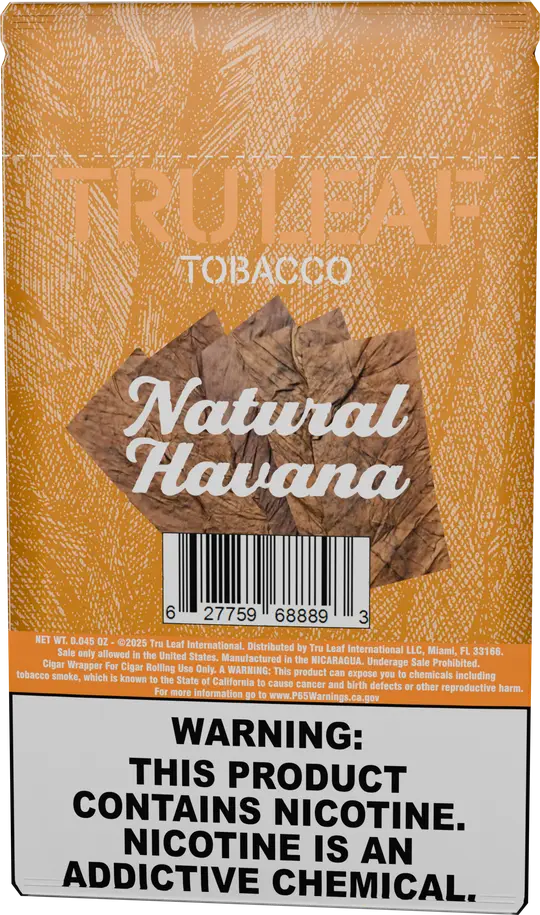 TRU LEAF
TOBACCO
Natural
Havana
6 27759 68889 3
NET WT. 0.045 OZ - ©2025 Tru Leaf International. Distributed by Tru Leaf International LLC, Miami, FL 33166.
Sale only allowed in the United States. Manufactured in the NICARAGUA. Underage Sale Prohibited.
Cigar Wrapper For Cigar Rolling Use Only. A WARNING: This product can expose you to chemicals including
tobacco smoke, which is known to the State of California to cause cancer and birth defects or other reproductive harm.
For more information go to www.P65Warnings.ca.gov
WARNING:
THIS PRODUCT
CONTAINS NICOTINE.
NICOTINE IS AN
ADDICTIVE CHEMICAL.